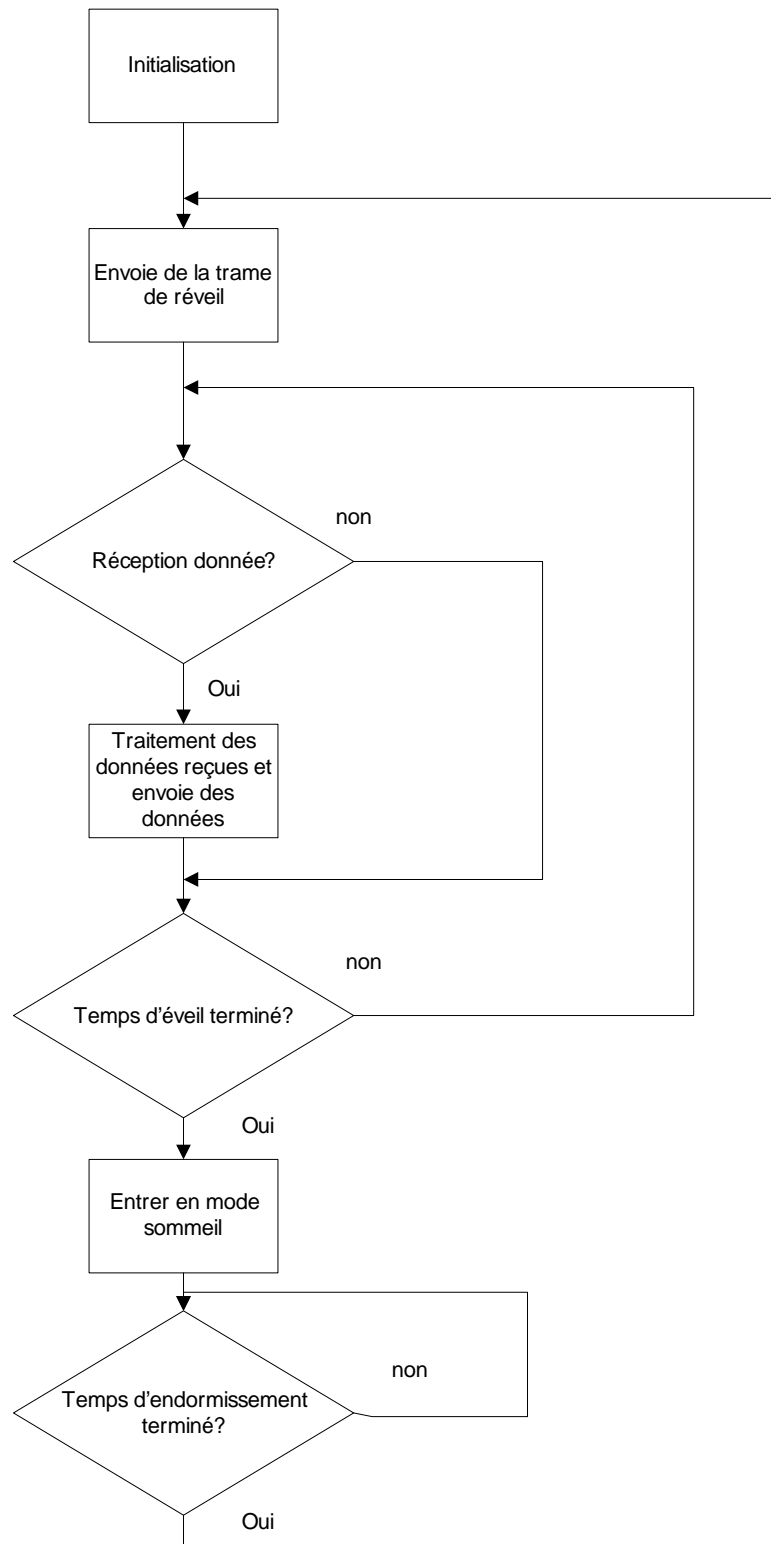 Initialisation
Envoie de la trame
de réveil
non
Réception donnée?
Oui
Traitement des
données reçues et
envoie des
données
non
Temps d’éveil terminé?
Oui
Entrer en mode
sommeil
non
Temps d’endormissement
terminé?
Oui